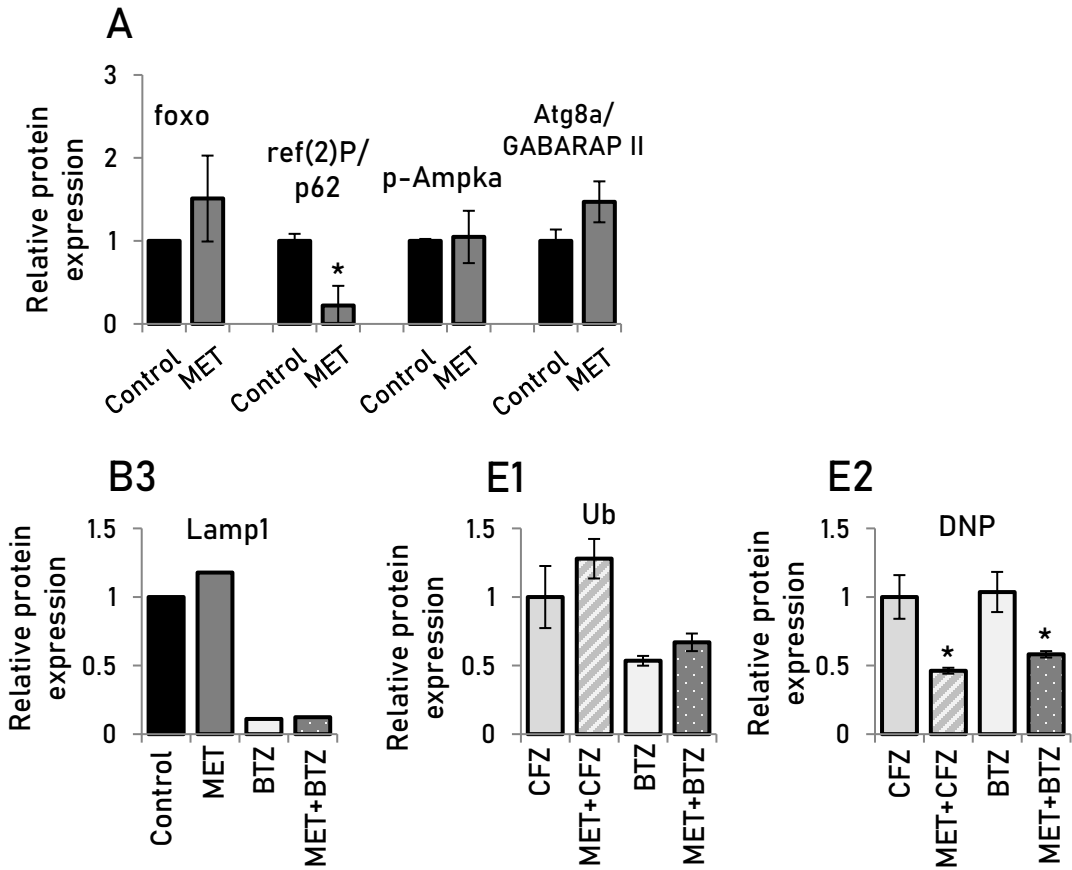 A
Relative protein
expression
3
2
1
0
foxo
ref(2)P/
p62
p-Ampka
Atg8a/
GABARAP II
*
Control
MET
Control
MET
Control
MET
Control
MET
B3
Relative protein
expression
1.5
1
0.5
0
Lamp1
Control
MET
BTZ
MET+BTZ
E1
Relative protein
expression
1.5
1
0.5
0
Ub
CFZ
MET+CFZ
BTZ
MET+BTZ
E2
Relative protein
expression
1.5
1
0.5
0
DNP
*
*
CFZ
MET+CFZ
BTZ
MET+BTZ